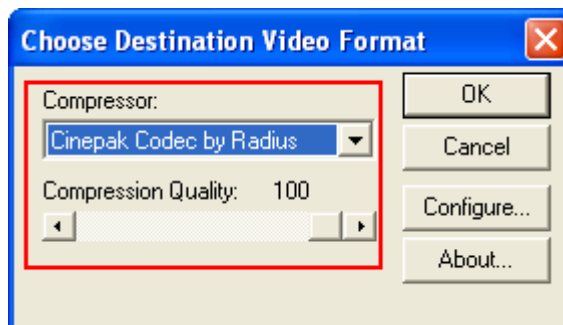 Choose Destination Video Format
Compressor:
Cinepak Codec by Radius
Compression Quality: 100
OK
Cancel
Configure...
About...